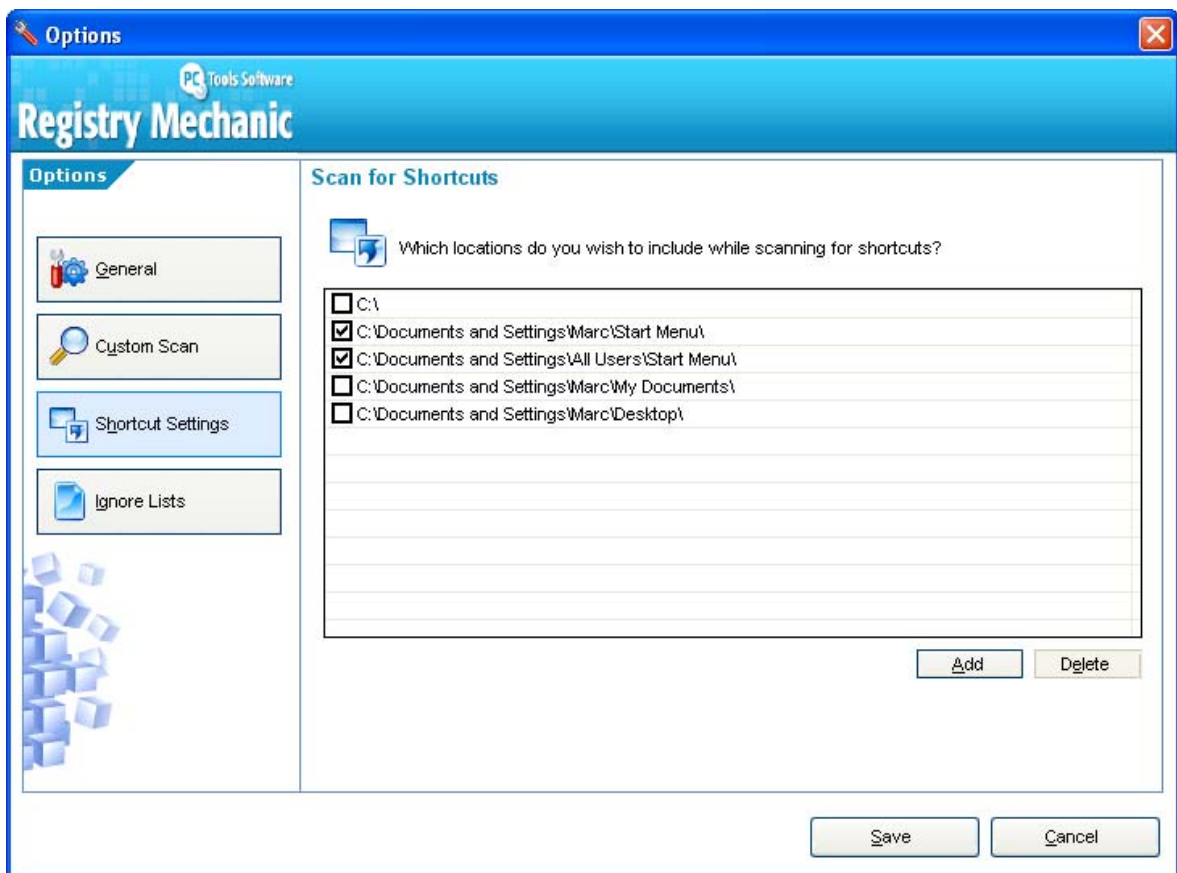 Options
PC Tools Software
Registry Mechanic
Options
General
Custom Scan
Shortcut Settings
Ignore Lists
Scan for Shortcuts
Which locations do you wish to include while scanning for shortcuts?
C:\
C:\Documents and Settings\Marc\Start Menu\
C:\Documents and Settings\All Users\Start Menu\
C:\Documents and Settings\Marc\My Documents\
C:\Documents and Settings\Marc\Desktop\
Add Delete
Save Cancel